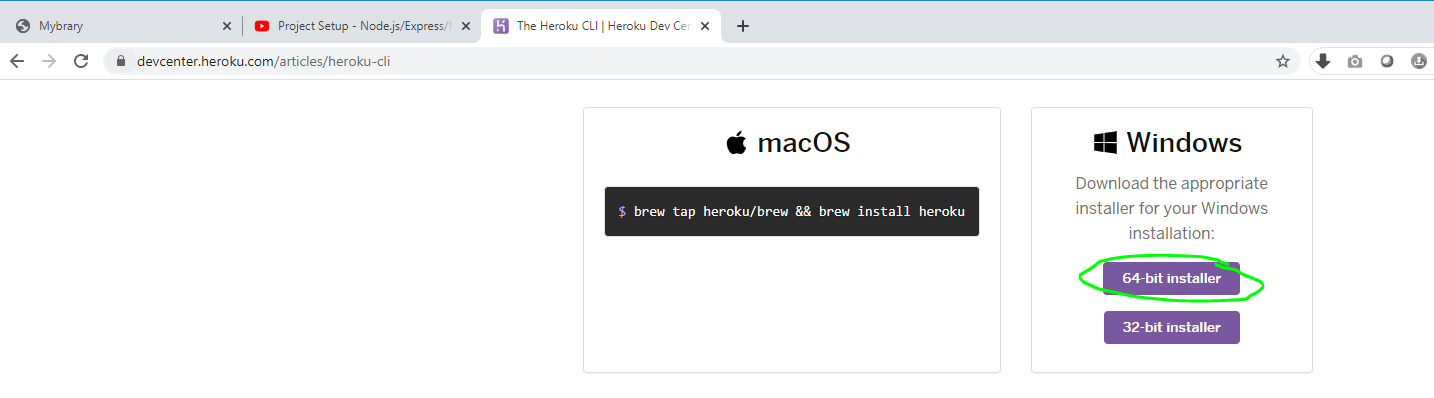 Mybrary
Project Setup - Node.js/Express/
The Heroku CLI | Heroku Dev Cen
devcenter.heroku.com/articles/heroku-cli
macOS
$ brew tap heroku/brew && brew install heroku
Windows
Download the appropriate
installer for your Windows
installation:
64-bit installer
32-bit installer